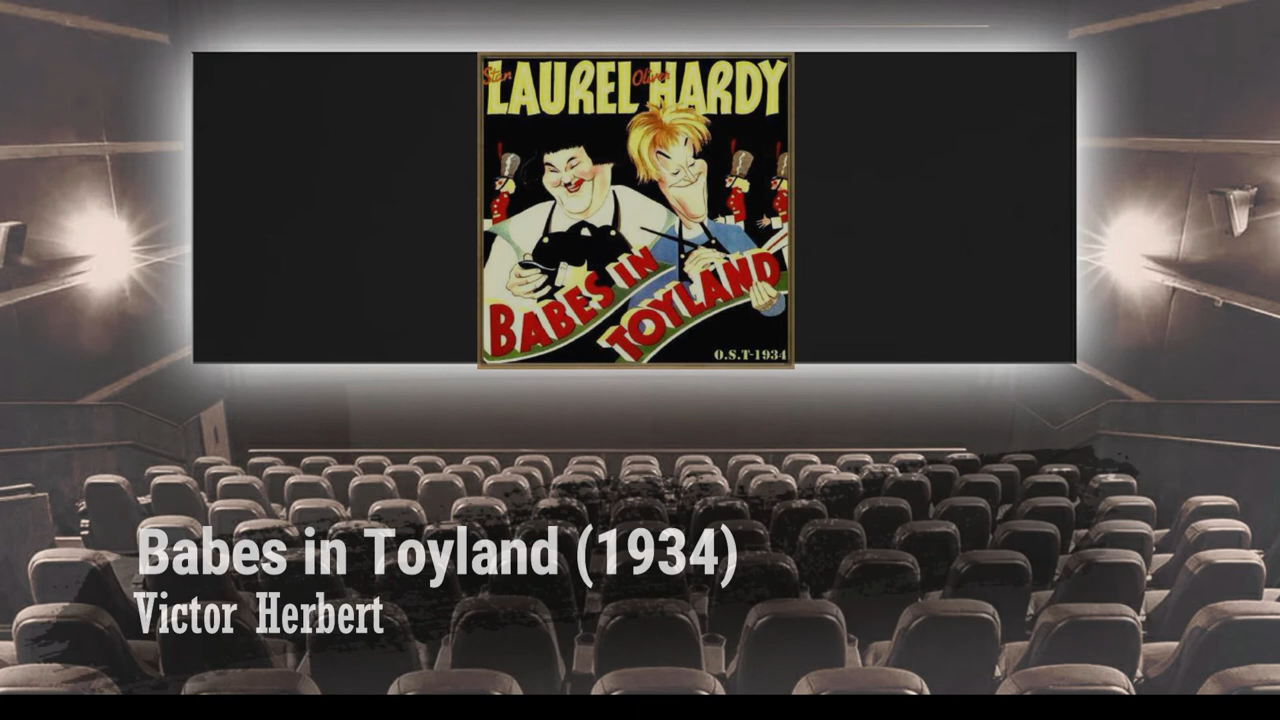 Stan LAUREL Oliver HARDY
BABES IN
TOYLAND
O.S.T-1934
Babes in Toyland (1934)
Victor Herbert